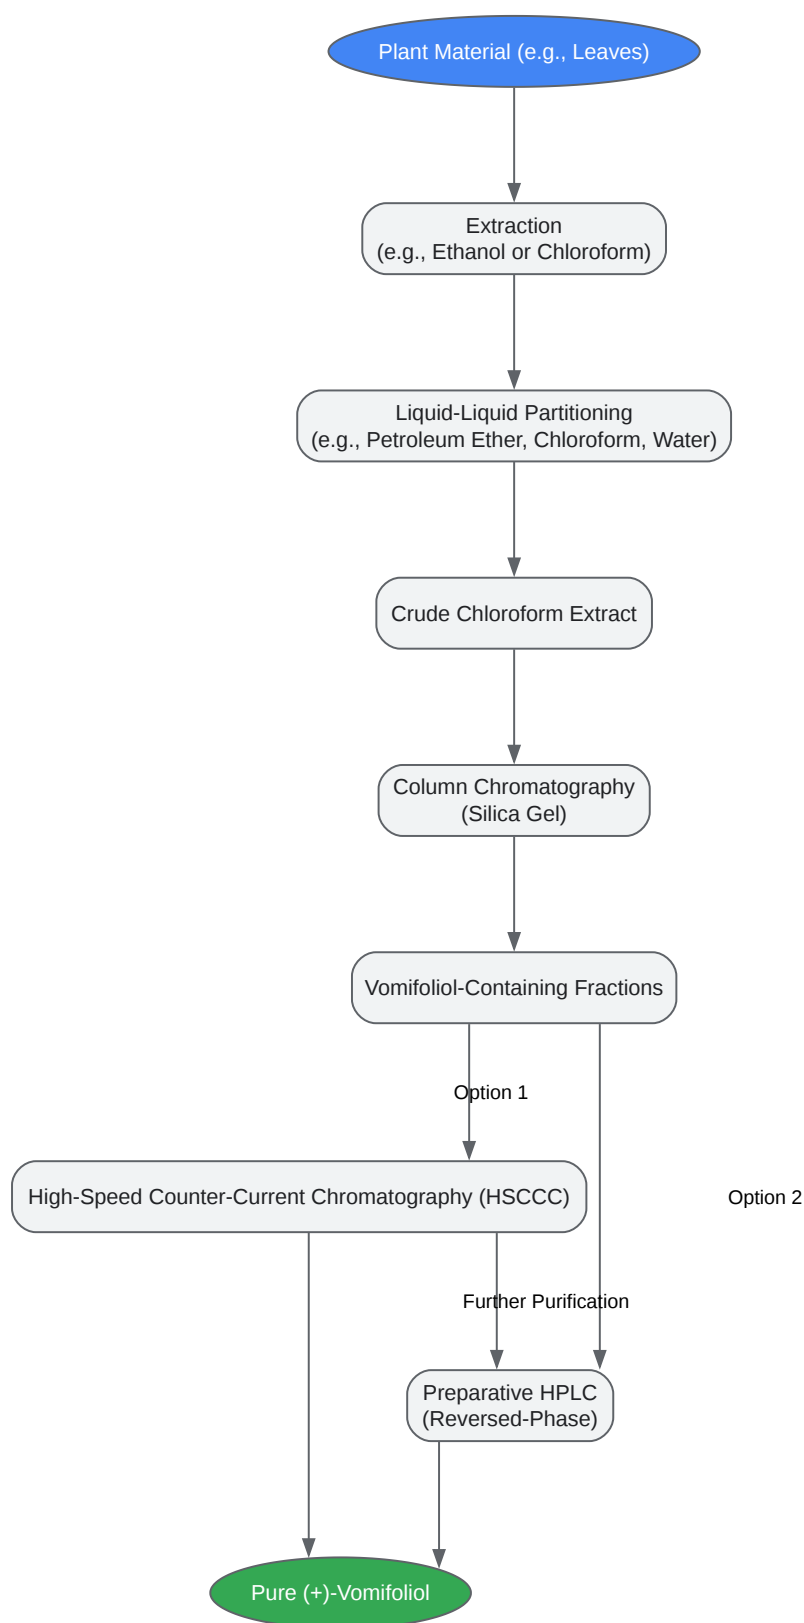 Plant Material (e.g., Leaves)
Extraction
(e.g., Ethanol or Chloroform)
Liquid-Liquid Partitioning
(e.g., Petroleum Ether, Chloroform, Water)
Crude Chloroform Extract
Column Chromatography
(Silica Gel)
Vomifoliol-Containing Fractions
Option 1
High-Speed Counter-Current Chromatography (HSCCC)
Option 2
Further Purification
Preparative HPLC
(Reversed-Phase)
Pure (+)-Vomifoliol